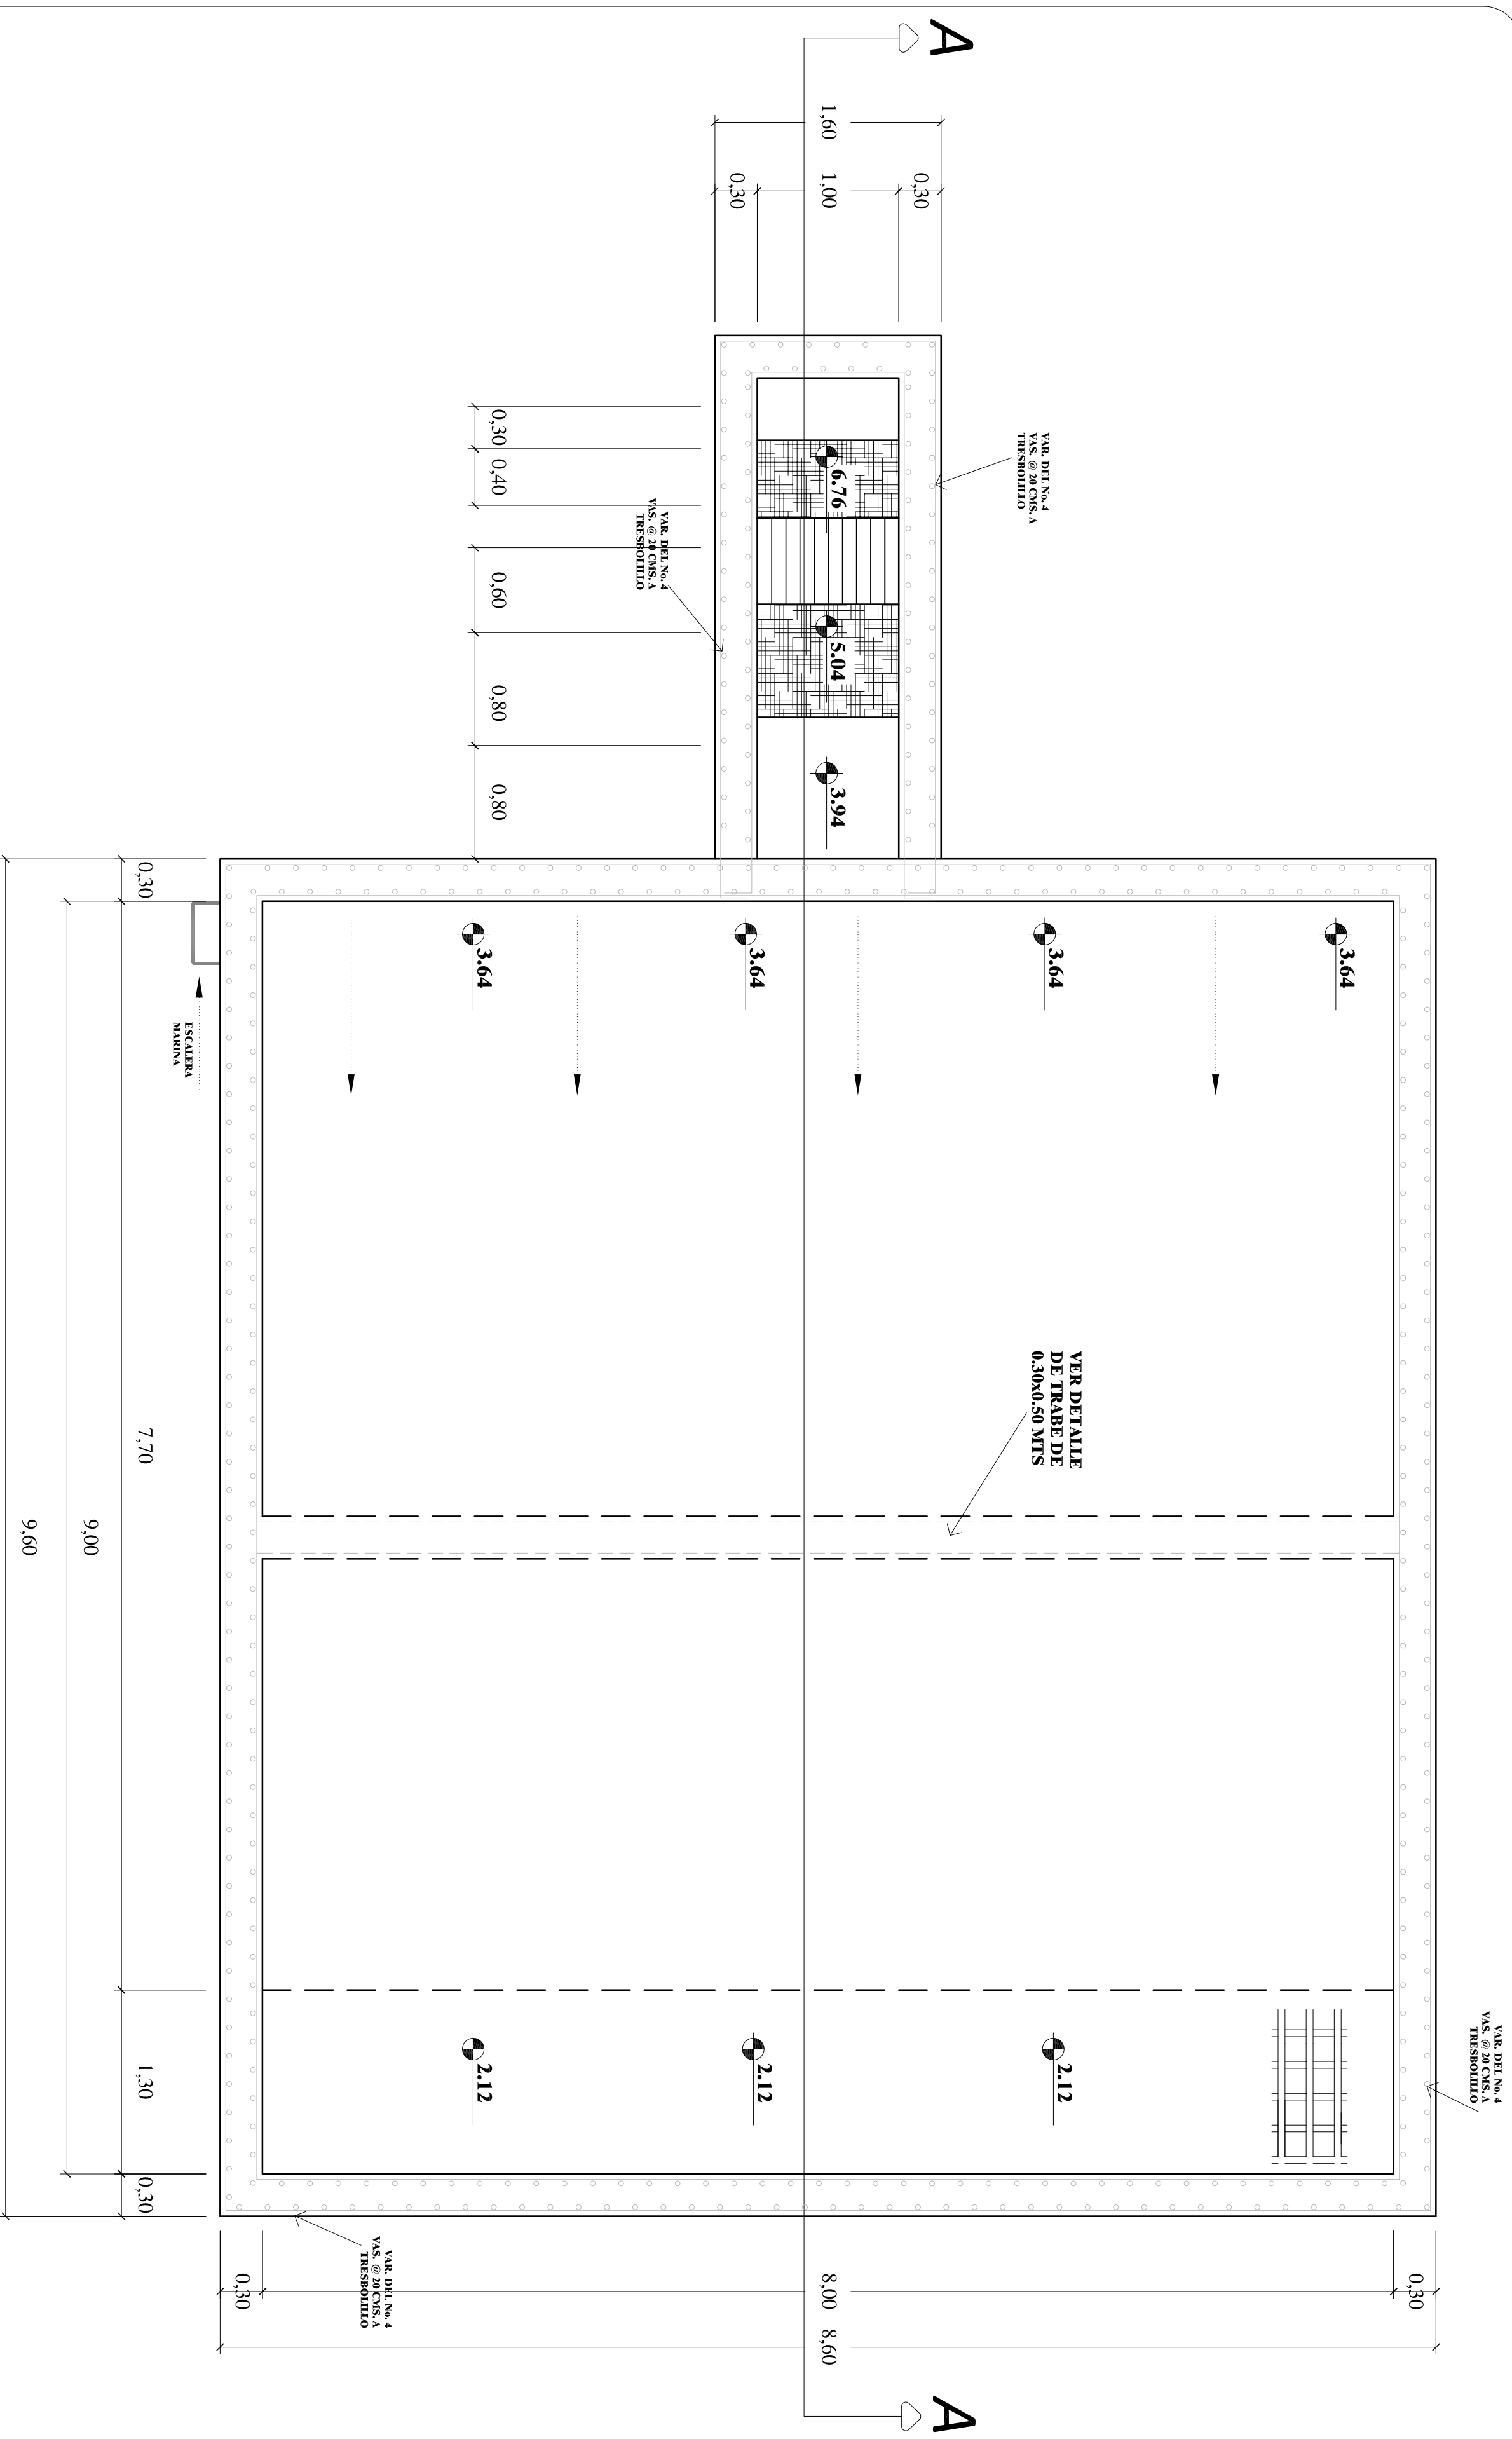 A
1,60
0,30
1,00
0,30
VAR. DEL No. 4
VAS. @ 20 CMS. A
TRESBOLILLO
VAR. DEL No. 4
VAS. @ 20 CMS. A
TRESBOLILLO
6.76
5.04
3.94
0,30
0,40
0,60
0,80
0,80
3.64
3.64
3.64
3.64
ESCALERA
MARINA
VER DETALLE
DE TRABE DE
0.30x0.50 MTS
0,30
7,70
1,30
0,30
9,00
9,60
2.12
2.12
2.12
VAR. DEL No. 4
VAS. @ 20 CMS. A
TRESBOLILLO
VAR. DEL No. 4
VAS. @ 20 CMS. A
TRESBOLILLO
0,30
8,00
0,30
8,60
A